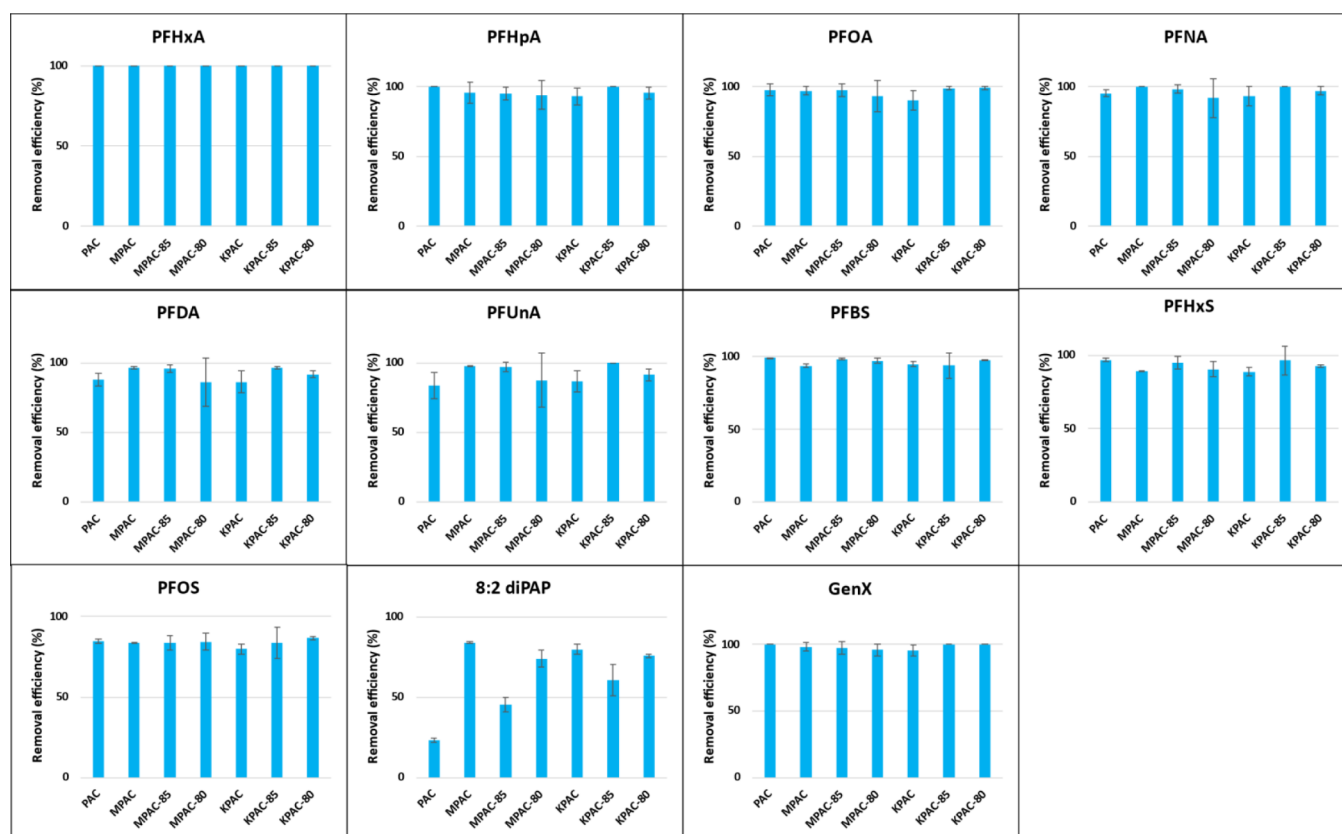 PFHxA
Removal efficiency (%)
100
50
0
PAC
MPAC
MPAC-85
MPAC-80
KPAC
KPAC-85
KPAC-80
PFHpA
Removal efficiency (%)
100
50
0
PAC
MPAC
MPAC-85
MPAC-80
KPAC
KPAC-85
KPAC-80
PFOA
Removal efficiency (%)
100
50
0
PAC
MPAC
MPAC-85
MPAC-80
KPAC
KPAC-85
KPAC-80
PFNA
Removal efficiency (%)
100
50
0
PAC
MPAC
MPAC-85
MPAC-80
KPAC
KPAC-85
KPAC-80
PFDA
Removal efficiency (%)
100
50
0
PAC
MPAC
MPAC-85
MPAC-80
KPAC
KPAC-85
KPAC-80
PFUnA
Removal efficiency (%)
100
50
0
PAC
MPAC
MPAC-85
MPAC-80
KPAC
KPAC-85
KPAC-80
PFBS
Removal efficiency (%)
100
50
0
PAC
MPAC
MPAC-85
MPAC-80
KPAC
KPAC-85
KPAC-80
PFHxS
Removal efficiency (%)
100
50
0
PAC
MPAC
MPAC-85
MPAC-80
KPAC
KPAC-85
KPAC-80
PFOS
Removal efficiency (%)
100
50
0
PAC
MPAC
MPAC-85
MPAC-80
KPAC
KPAC-85
KPAC-80
8:2 diPAP
Removal efficiency (%)
100
50
0
PAC
MPAC
MPAC-85
MPAC-80
KPAC
KPAC-85
KPAC-80
GenX
Removal efficiency (%)
100
50
0
PAC
MPAC
MPAC-85
MPAC-80
KPAC
KPAC-85
KPAC-80